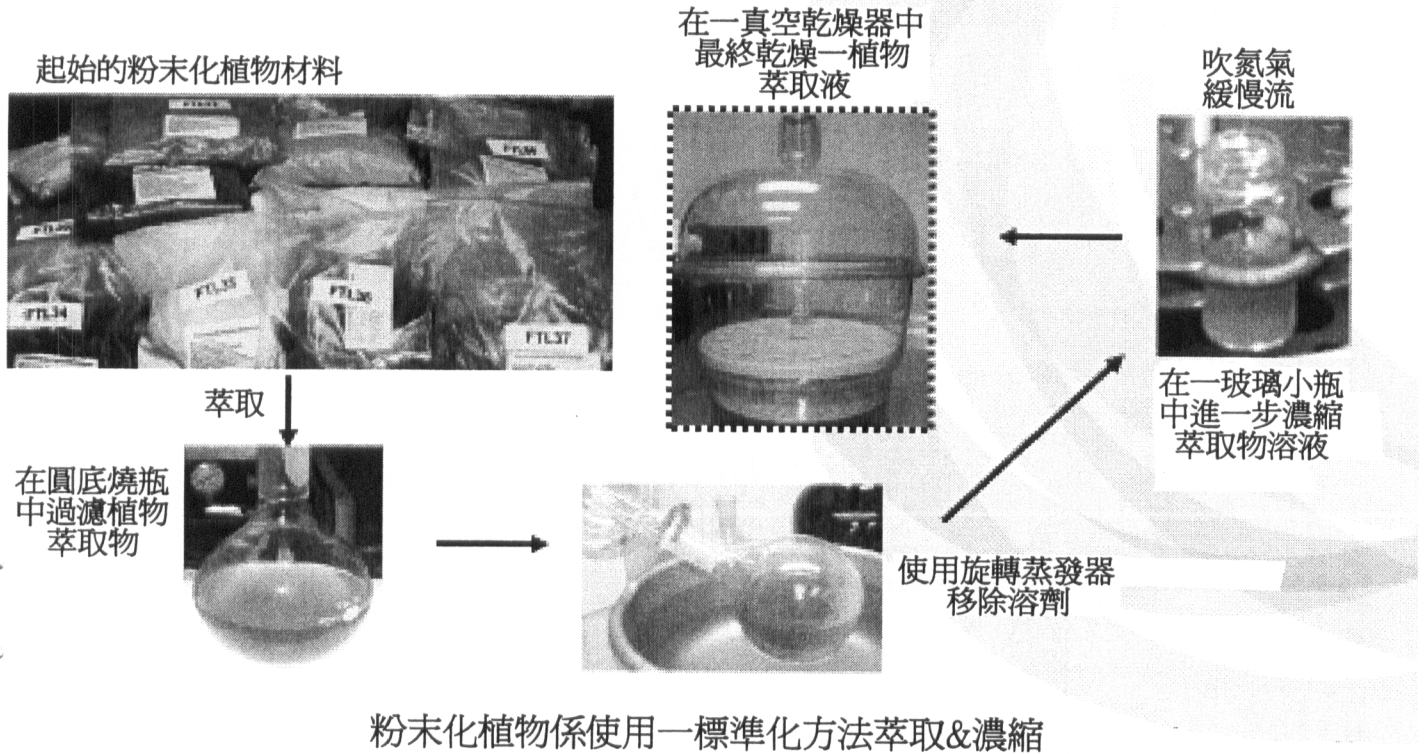 起始的粉末化植物材料
FTL34
FTL35
FTL36
FTL37
萃取
在圓底燒瓶
中過濾植物
萃取物
使用旋轉蒸發器
移除溶劑
吹氮氣
緩慢流
在一玻璃小瓶
中進一步濃縮
萃取物溶液
在一真空乾燥器中
最終乾燥一植物
萃取液
粉末化植物係使用一標準化方法萃取&濃縮